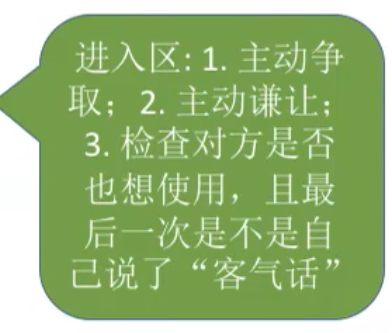 进入区: 1. 主动争
取；2. 主动谦让；
3. 检查对方是否
也想使用，且最
后一次是不是自
己说了“客气话”